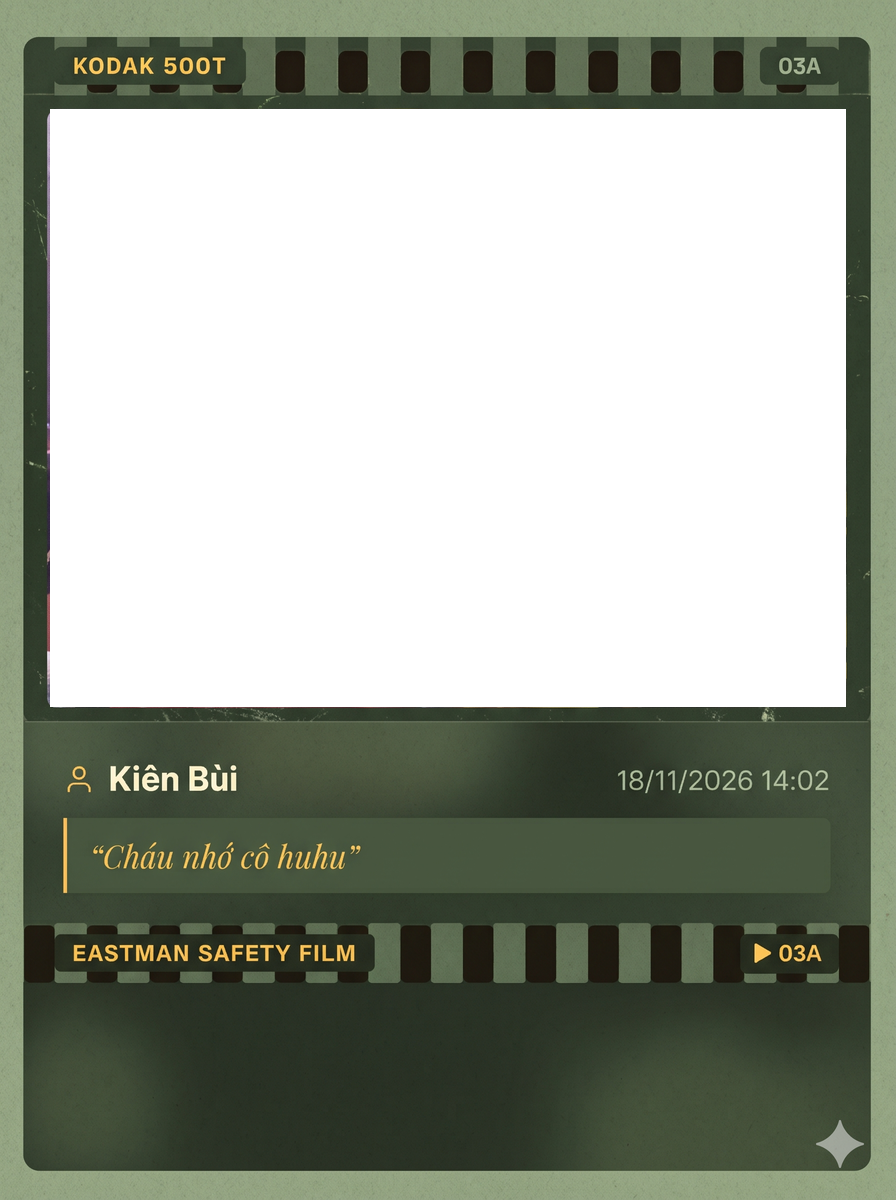 KODAK 500T
03A
Kiên Bùi
18/11/2026 14:02
“Cháu nhớ cô huhu”
EASTMAN SAFETY FILM
▶ 03A